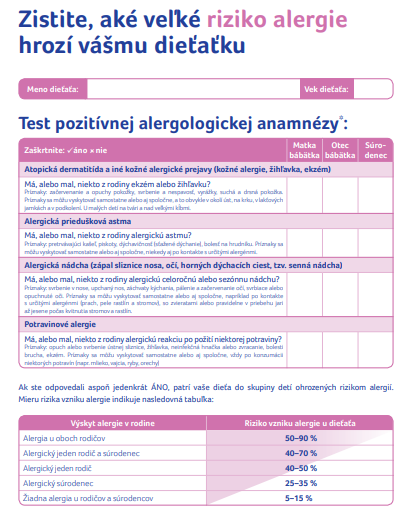 Zistite, aké veľké riziko alergie
hrozí vášmu dieťaťku
Meno dieťaťa: Vek dieťaťa:
Test pozitívnej alergologickej anamnézy*:
Zaškrtnite: ✓áno ×nie Matka bábätka Otec bábätka Súrodenec
Atopická dermatitída a iné kožné alergické prejavy (kožné alergie, žihľavka, ekzém)
Má, alebo mal, niekto z rodiny ekzém alebo žihľavku?
Príznaky: začervenanie a opuchy pokožky, svrbenie a nespavosť, vyrážky, suchá a drsná pokožka.
Príznaky sa môžu vyskytovať samostatne alebo aj spoločne, a to obvykle v okolí úst, na krku, v lakťových
jamkách a v podkolení. U malých detí na tvári a nad veľkými kĺbmi.
Alergická priedušková astma
Má, alebo mal, niekto z rodiny alergickú astmu?
Príznaky: pretrvávajúci kašeľ, piskoty, dýchavičnosť (sťažené dýchanie), bolesť na hrudníku. Príznaky sa
môžu vyskytovať samostatne alebo aj spoločne, niekedy aj po kontakte s určitými alergénmi.
Alergická nádcha (zápal sliznice nosa, očí, horných dýchacích ciest, tzv. senná nádcha)
Má, alebo mal, niekto z rodiny alergickú celoročnú alebo sezónnu nádchu?
Príznaky: svrbenie v nose, upchaný nos, záchvaty kýchania, pálenie a začervenanie očí, svrbiace alebo
opuchnuté oči. Príznaky sa môžu vyskytovať samostatne alebo aj spoločne, napríklad po kontakte
s určitými alergénmi (prach, pele rastlín a stromov), so zvieratami alebo pravidelne v priebehu jari
až jesene počas kvitnutia stromov a rastlín.
Potravinové alergie
Má, alebo mal, niekto z rodiny alergickú reakciu po požití niektorej potraviny?
Príznaky: opuch alebo svrbenie ústnej sliznice, žihľavka, neinfekčná hnačka alebo zvracanie, bolesti
brucha, ekzém. Príznaky sa môžu vyskytovať samostatne alebo aj spoločne, vždy po konzumácii
niektorých potravín (napr. mlieko, vajcia, ryby, orechy)
Ak ste odpovedali aspoň jedenkrát ÁNO, patrí vaše dieťa do skupiny detí ohrozených rizikom alergií.
Mieru rizika vzniku alergie indikuje nasledovná tabuľka:
Výskyt alergie v rodine Riziko vzniku alergie u dieťaťa
Alergia u oboch rodičov 50–90 %
Alergický jeden rodič a súrodenec 40–70 %
Alergický jeden rodič 40–50 %
Alergický súrodenec 25–35 %
Žiadna alergia u rodičov a súrodencov 5–15 %